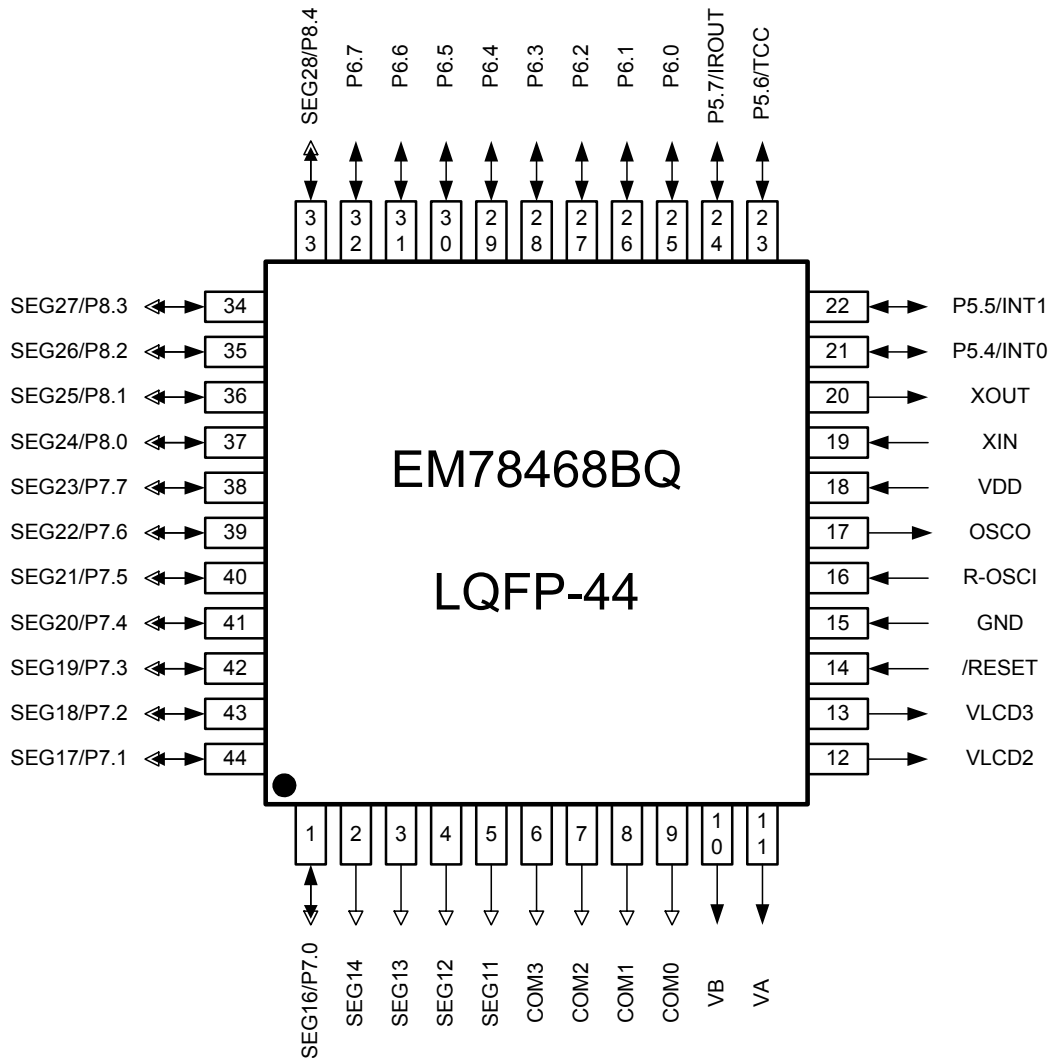 SEG28/P8.4
P6.7
P6.6
P6.5
P6.4
P6.3
P6.2
P6.1
P6.0
P5.7/IROUT
P5.6/TCC
33
32
31
30
29
28
27
26
25
24
23
SEG27/P8.3 34
SEG26/P8.2 35
SEG25/P8.1 36
SEG24/P8.0 37
SEG23/P7.7 38
SEG22/P7.6 39
SEG21/P7.5 40
SEG20/P7.4 41
SEG19/P7.3 42
SEG18/P7.2 43
SEG17/P7.1 44
EM78468BQ
LQFP-44
22 P5.5/INT1
21 P5.4/INT0
20 XOUT
19 XIN
18 VDD
17 OSCO
16 R-OSCI
15 GND
14 /RESET
13 VLCD3
12 VLCD2
1
2
3
4
5
6
7
8
9
10
11
SEG16/P7.0
SEG14
SEG13
SEG12
SEG11
COM3
COM2
COM1
COM0
VB
VA